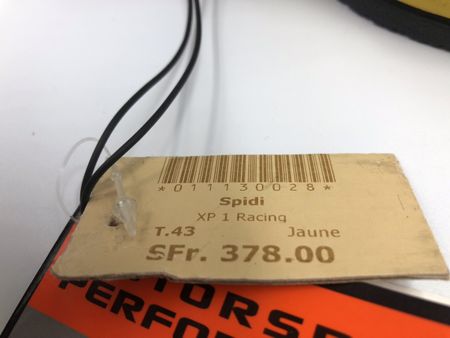 *011130028*
Spidi
XP 1 Racing
T.43 Jaune
SFr. 378.00